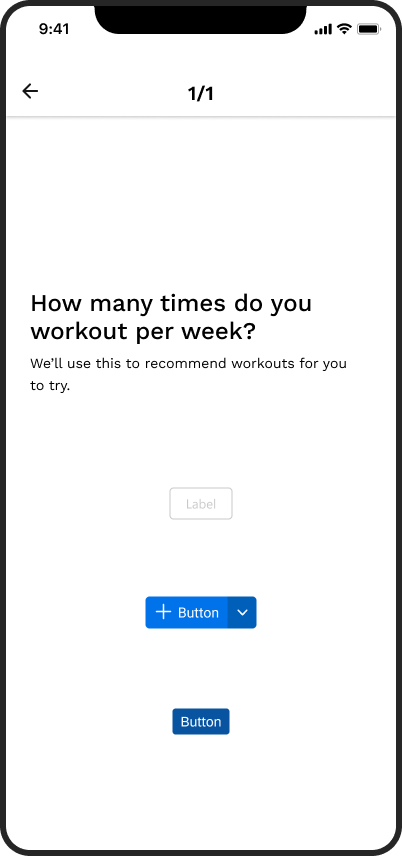 9:41
1/1
How many times do you
workout per week?
We’ll use this to recommend workouts for you
to try.
Label
Button
Button